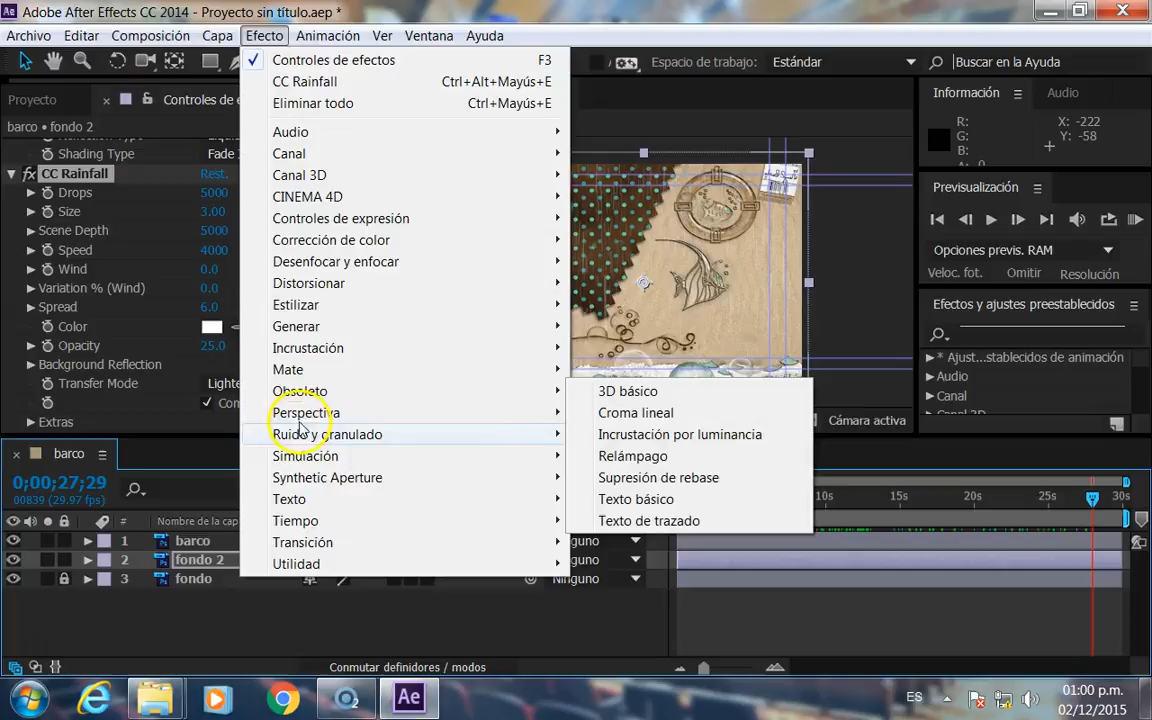 Adobe After Effects CC 2014 - Proyecto sin título.aep *
Archivo Editar Composición Capa Efecto Animación Ver Ventana Ayuda
Espacio de trabajo: Estándar Buscar en la Ayuda
Proyecto Controles de e
barco • fondo 2
Shading Type Fade
CC Rainfall Rest.
Drops 5000
Size 3.00
Scene Depth 5000
Speed 4000
Wind 0.0
Variation % (Wind) 0.0
Spread 6.0
Color
Opacity 25.0
Background Reflection
Transfer Mode Lighte
Com
Extras
Controles de efectos F3
CC Rainfall Ctrl+Alt+Mayús+E
Eliminar todo Ctrl+Mayús+E
Audio
Canal
Canal 3D
CINEMA 4D
Controles de expresión
Corrección de color
Desenfocar y enfocar
Distorsionar
Estilizar
Generar
Incrustación
Mate
Obsoleto
Perspectiva
Ruido y granulado
Simulación
Synthetic Aperture
Texto
Tiempo
Transición
Utilidad
3D básico
Croma lineal
Incrustación por luminancia
Relámpago
Supresión de rebase
Texto básico
Texto de trazado
Información Audio
R: X: -222
G: Y: -58
B:
Previsualización
Opciones previs. RAM
Veloc. fot. Omitir Resolución
Efectos y ajustes preestablecidos
* Ajust...stablecidos de animación
Audio
Canal
Cámara activa
barco
0;00;27;29
00839 (29.97 fps)
10s 15s 20s 25s 30s
# Nombre de la cap
1 barco
2 fondo 2
3 fondo Ninguno
Conmutar definidores / modos
Ae
ES
01:00 p.m.
02/12/2015